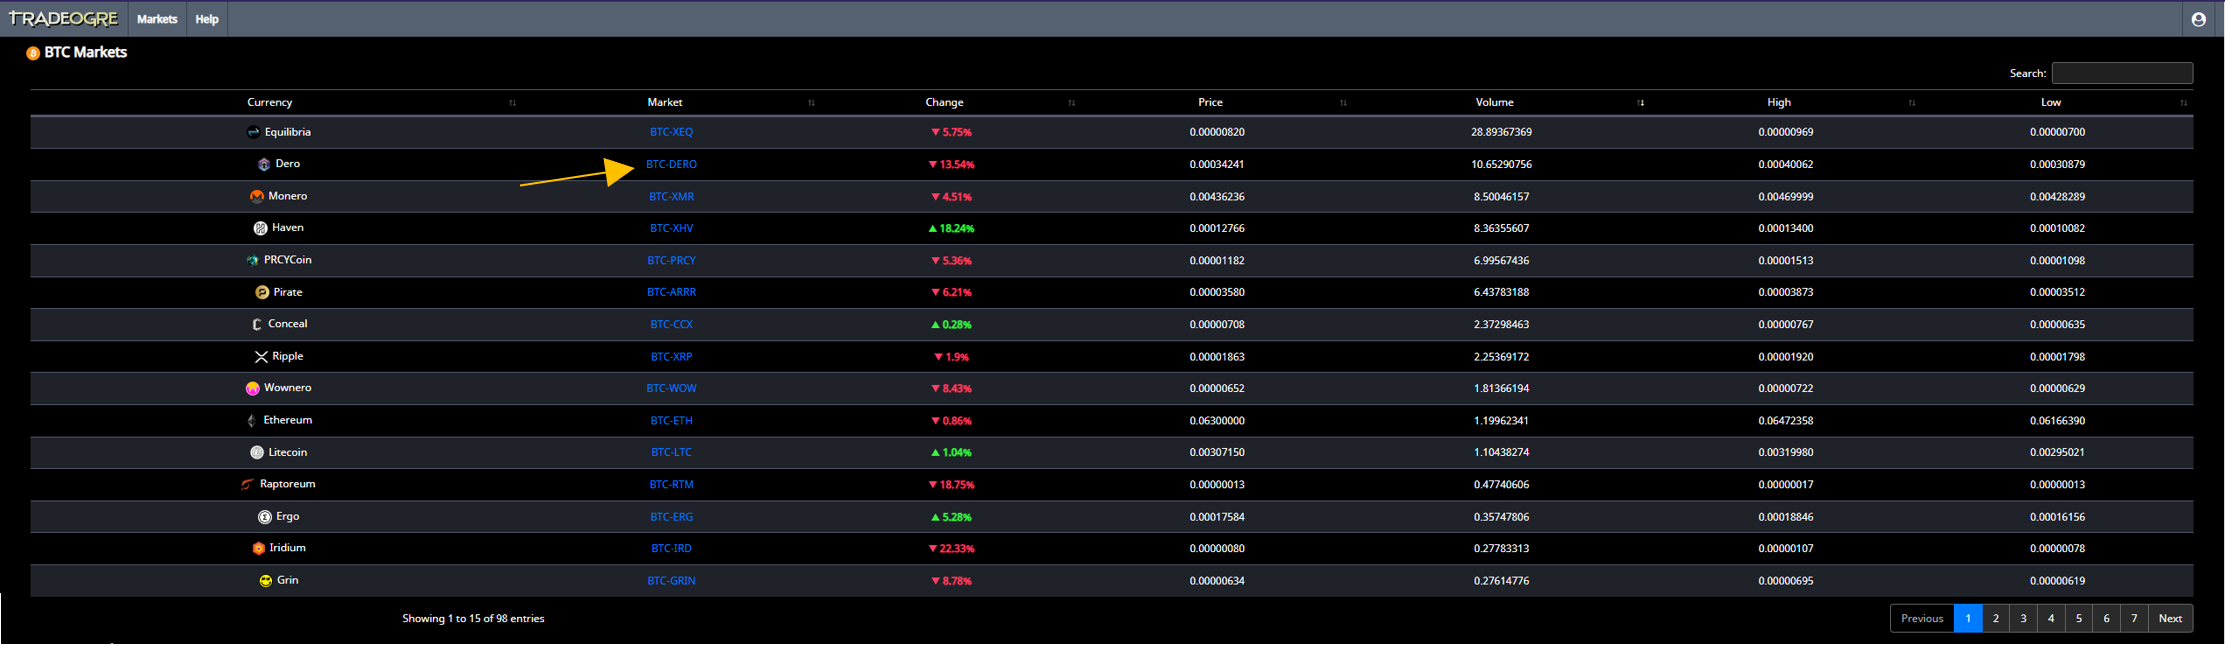 TRADEOGRE Markets Help
BTC Markets
Search:
Currency Market Change Price Volume High Low
Equilibria BTC-XEQ ▼ 5.75% 0.00000820 28.89367369 0.00000969 0.00000700
Dero BTC-DERO ▼ 13.54% 0.00034241 10.65290756 0.00040062 0.00030879
Monero BTC-XMR ▼ 4.51% 0.00436236 8.50046157 0.00469999 0.00428289
Haven BTC-XHV ▲ 18.24% 0.00012766 8.36355607 0.00013400 0.00010082
PRCYCoin BTC-PRCY ▼ 5.36% 0.00001182 6.99567436 0.00001513 0.00001098
Pirate BTC-ARRR ▼ 6.21% 0.00003580 6.43783188 0.00003873 0.00003512
Conceal BTC-CCX ▲ 0.28% 0.00000708 2.37298463 0.00000767 0.00000635
Ripple BTC-XRP ▼ 1.9% 0.00001863 2.25369172 0.00001920 0.00001798
Wownero BTC-WOW ▼ 8.43% 0.00000652 1.81366194 0.00000722 0.00000629
Ethereum BTC-ETH ▼ 0.86% 0.06300000 1.19962341 0.06472358 0.06166390
Litecoin BTC-LTC ▲ 1.04% 0.00307150 1.10438274 0.00319980 0.00295021
Raptoreum BTC-RTM ▼ 18.75% 0.00000013 0.47740606 0.00000017 0.00000013
Ergo BTC-ERG ▲ 5.28% 0.00017584 0.35747806 0.00018846 0.00016156
Iridium BTC-IRD ▼ 22.33% 0.00000080 0.27783313 0.00000107 0.00000078
Grin BTC-GRIN ▼ 8.78% 0.00000634 0.27614776 0.00000695 0.00000619
Showing 1 to 15 of 98 entries Previous 1 2 3 4 5 6 7 Next